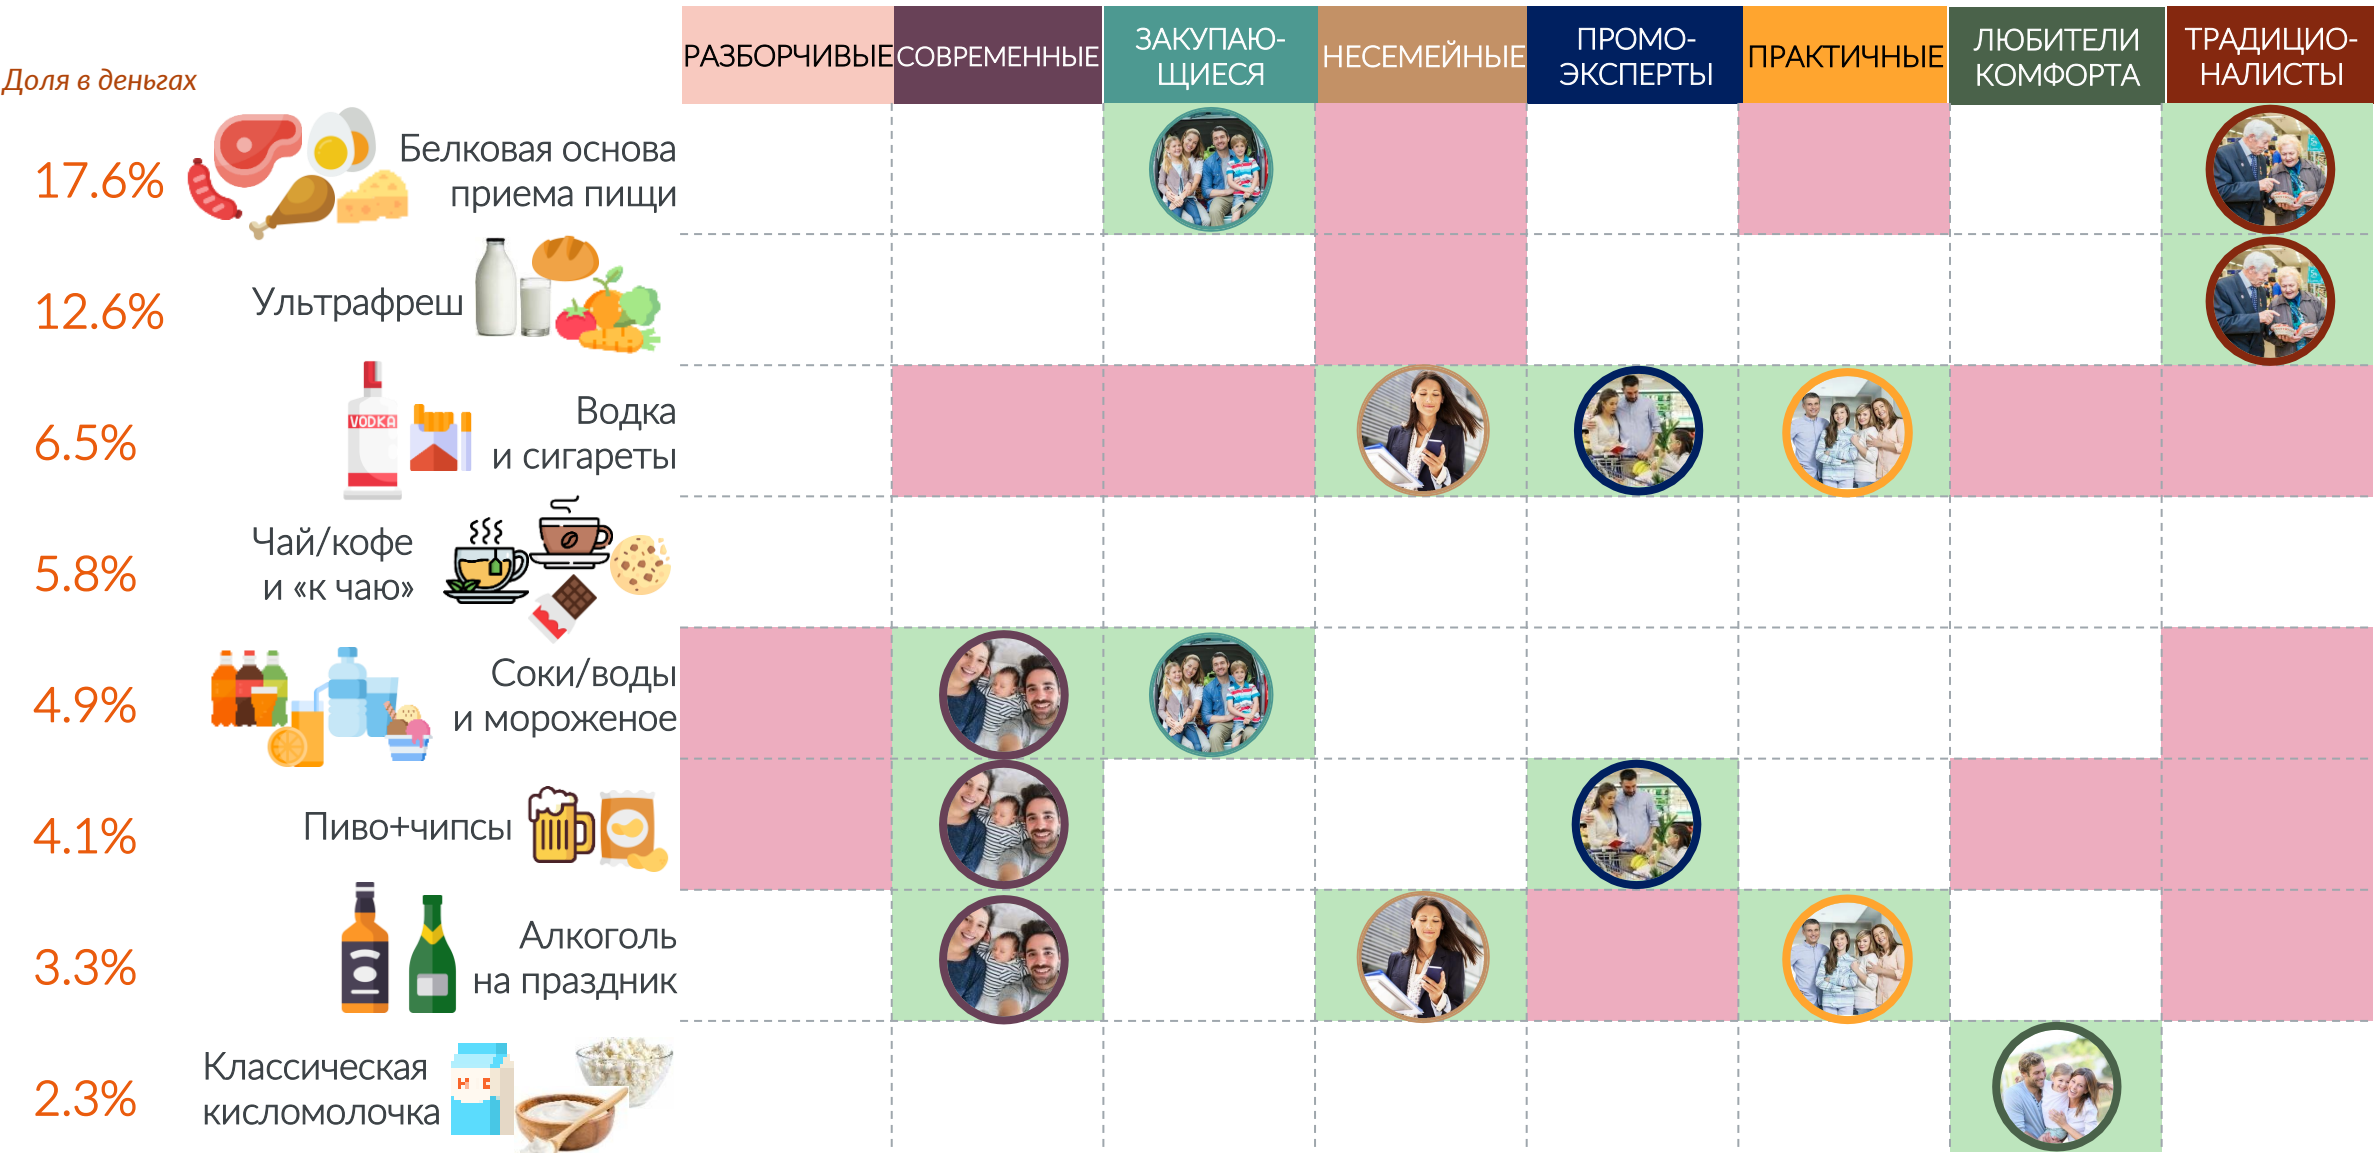 РАЗБОРЧИВЫЕ
СОВРЕМЕННЫЕ
ЗАКУПАЮ-
ЩИЕСЯ
НЕСЕМЕЙНЫЕ
ПРОМО-
ЭКСПЕРТЫ
ПРАКТИЧНЫЕ
ЛЮБИТЕЛИ
КОМФОРТА
ТРАДИЦИО-
НАЛИСТЫ
Доля в деньгах
17.6%
Белковая основа
приема пищи
12.6%
Ультрафреш
6.5%
VODKA
Водка
и сигареты
5.8%
Чай/кофе
и «к чаю»
4.9%
Соки/воды
и мороженое
4.1%
Пиво+чипсы
3.3%
Алкоголь
на праздник
2.3%
Классическая
кисломолочка